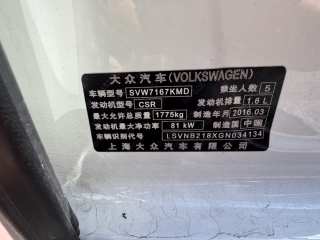 大众汽车(VOLKSWAGEN)
车辆型号 SVW7167KMD 乘坐人数 5
发动机型号 CSR 发动机排量 1.6 L
最大允许总质量 1775kg 制造年月 2016.03
发动机最大净功率 81 kW 制造国 中国
车辆识别代号 LSVNB218XGN034134
上海大众汽车有限公司